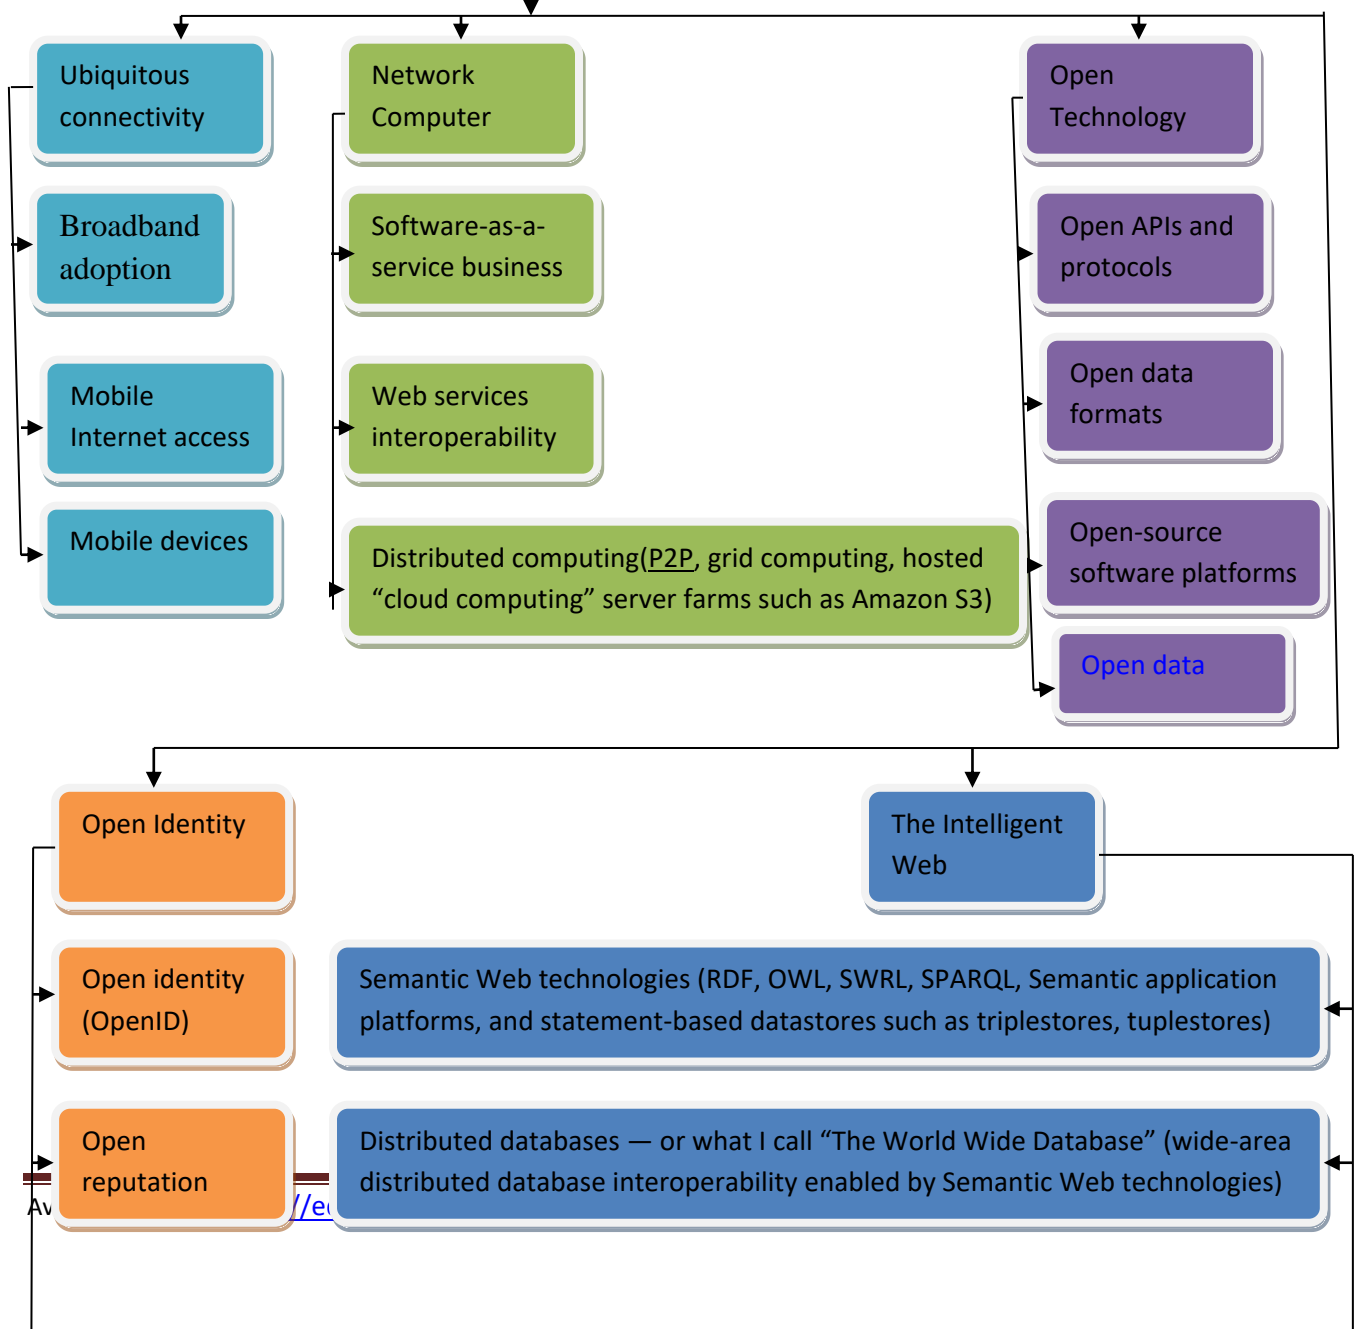 Ubiquitous
connectivity
Network
Computer
Open
Technology
Broadband
adoption
Software-as-a-
service business
Open APIs and
protocols
Mobile
Internet access
Web services
interoperability
Open data
formats
Mobile devices
Distributed computing(P2P, grid computing, hosted
“cloud computing” server farms such as Amazon S3)
Open-source
software platforms
Open data
Open Identity
The Intelligent
Web
Open identity
(OpenID)
Semantic Web technologies (RDF, OWL, SWRL, SPARQL, Semantic application
platforms, and statement-based datastores such as triplestores, tuplestores)
Open
reputation
Distributed databases — or what I call “The World Wide Database” (wide-area
distributed database interoperability enabled by Semantic Web technologies)